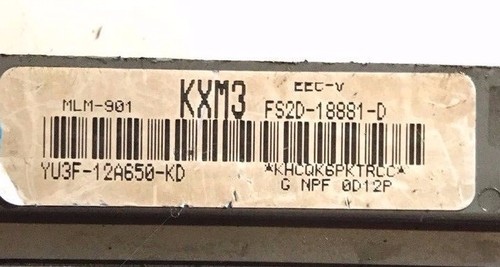 KXM3 EEC-V
MLM-901 FS2D-18881-D
YU3F-12A650-KD *KHCQK6PKTRCC*
G NPF 0D12P